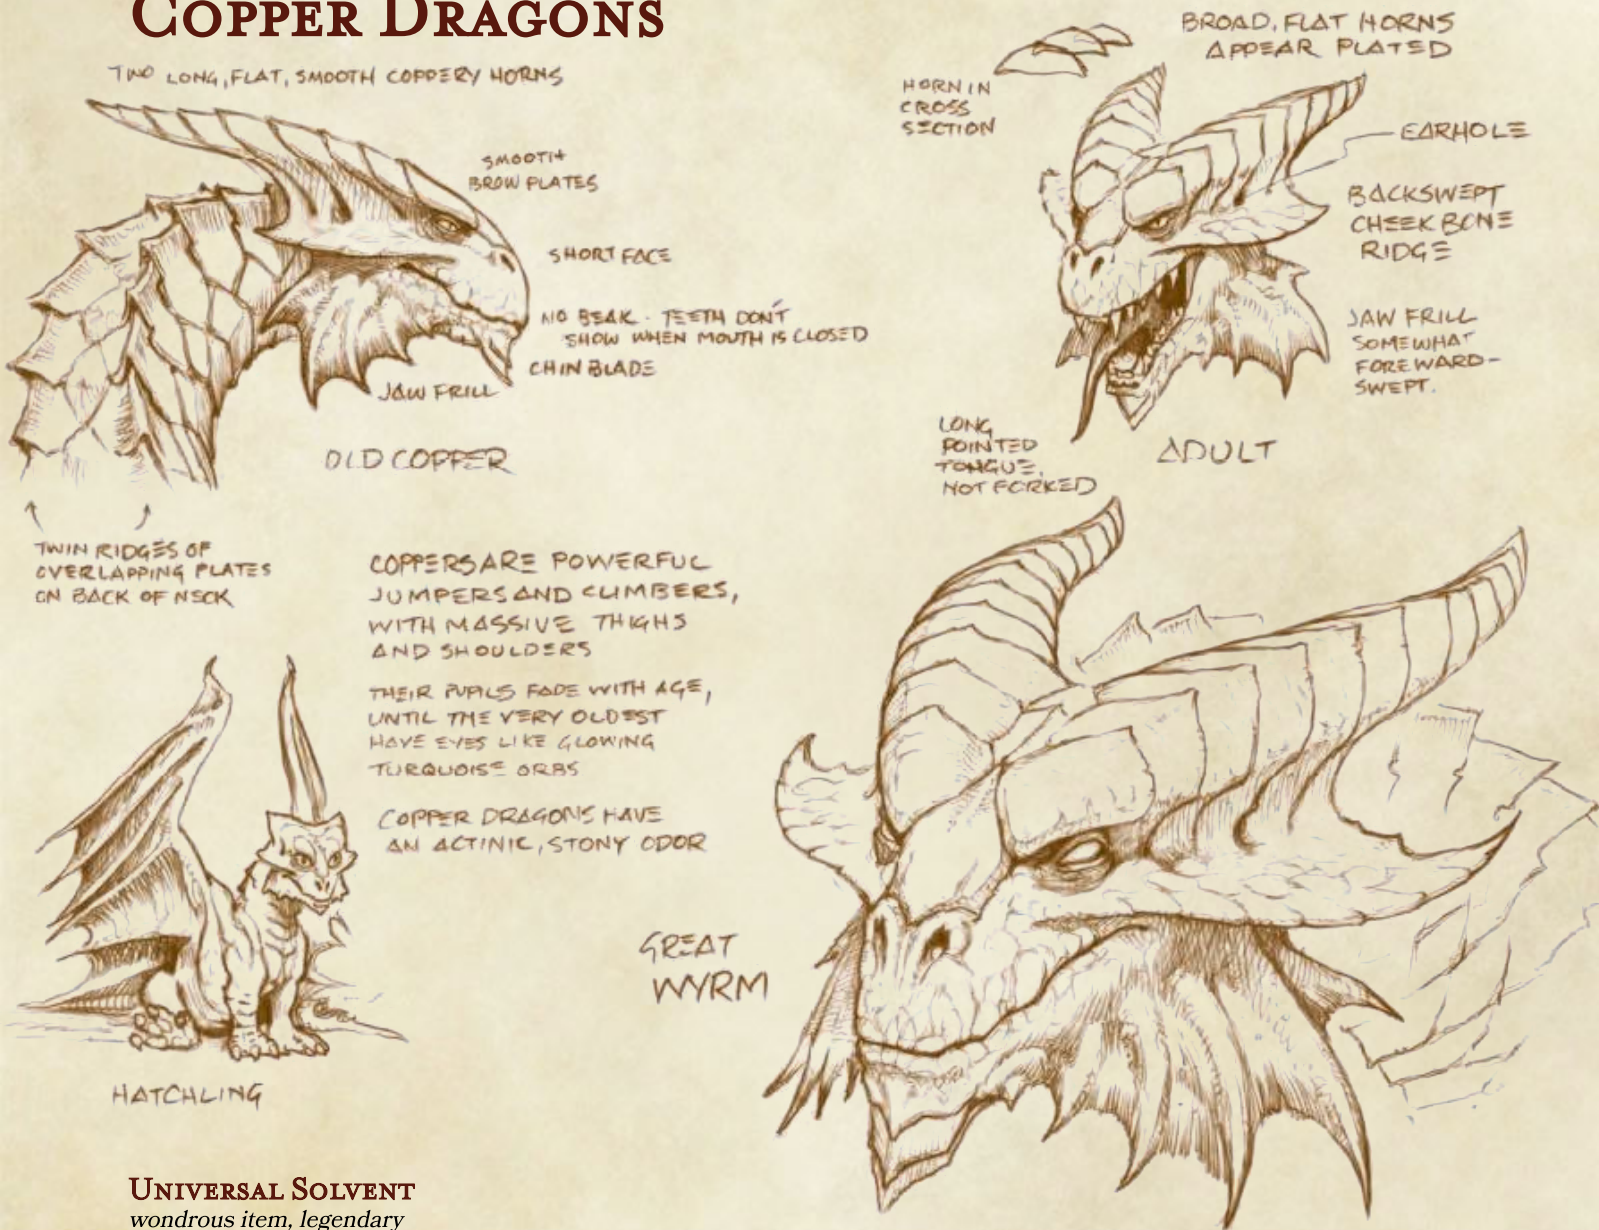 COPPER DRAGONS
TWO LONG, FLAT, SMOOTH COPPERY HORNS
SMOOTH
BROW PLATES
SHORT FACE
NO BEAK. TEETH DON'T
SHOW WHEN MOUTH IS CLOSED
CHIN BLADE
JAW FRILL
OLD COPPER
TWIN RIDGES OF
OVERLAPPING PLATES
ON BACK OF NECK
BROAD, FLAT HORNS
APPEAR PLATED
HORN IN
CROSS
SECTION
EARHOLE
BACKSWEPT
CHEEK BONE
RIDGE
JAW FRILL
SOMEWHAT
FOREWARD-
SWEPT.
LONG
POINTED
TONGUE,
NOT FORKED
ADULT
COPPERS ARE POWERFUL
JUMPERS AND CLIMBERS,
WITH MASSIVE THIGHS
AND SHOULDERS
THEIR PUPILS FADE WITH AGE,
UNTIL THE VERY OLDEST
HAVE EYES LIKE GLOWING
TURQUOISE ORBS
COPPER DRAGONS HAVE
AN ACTINIC, STONY ODOR
GREAT
WYRM
HATCHLING
UNIVERSAL SOLVENT
wondrous item, legendary